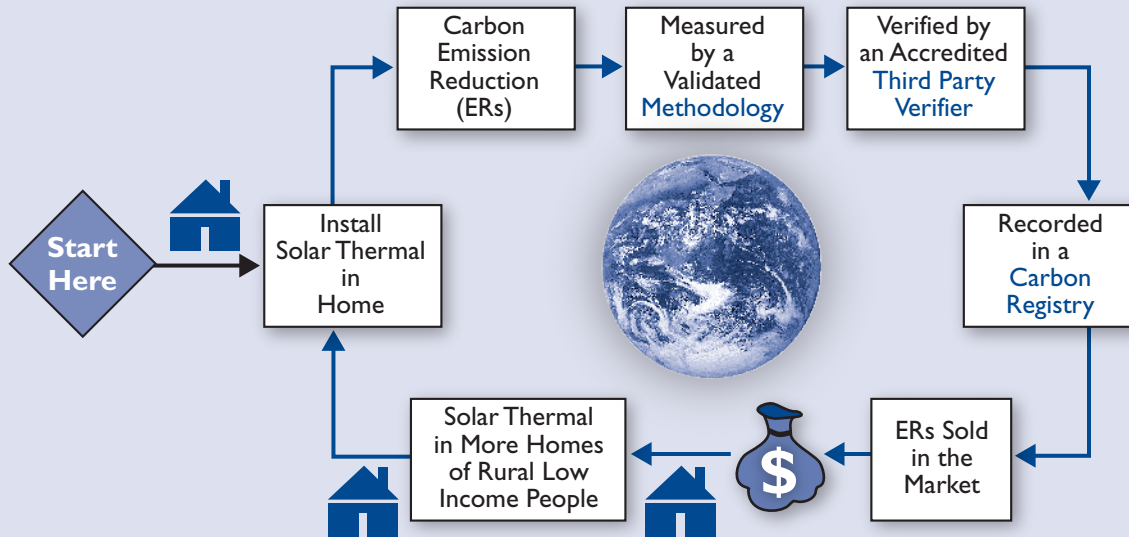 Start
Here
Install
Solar Thermal
in
Home
Carbon
Emission
Reduction
(ERs)
Measured
by a
Validated
Methodology
Verified by
an Accredited
Third Party
Verifier
Recorded
in a
Carbon
Registry
ERs Sold
in the
Market
$
Solar Thermal
in More Homes
of Rural Low
Income People